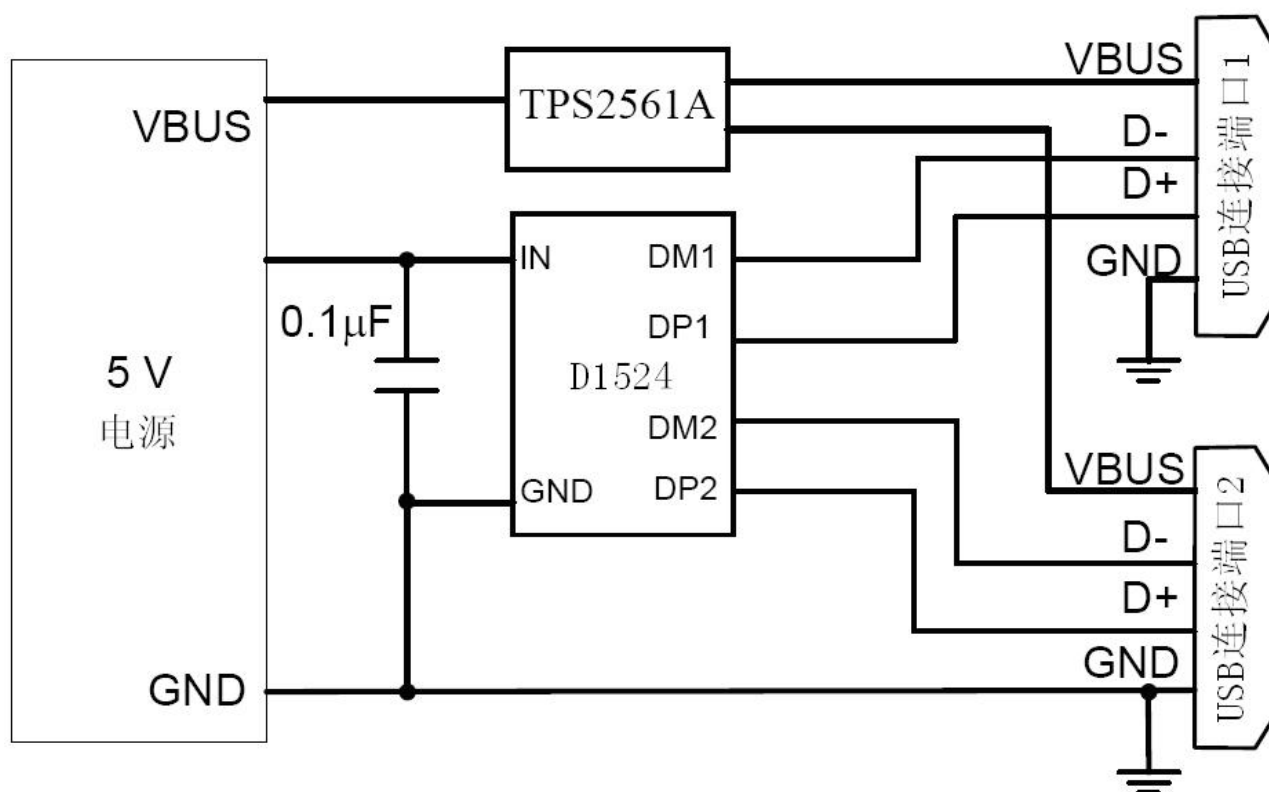 VBUS
5 V
电源
GND
TPS2561A
0.1μF
IN
GND
D1524
DM1
DP1
DM2
DP2
VBUS
D-
D+
GND
USB连接端口1
VBUS
D-
D+
GND
USB连接端口2